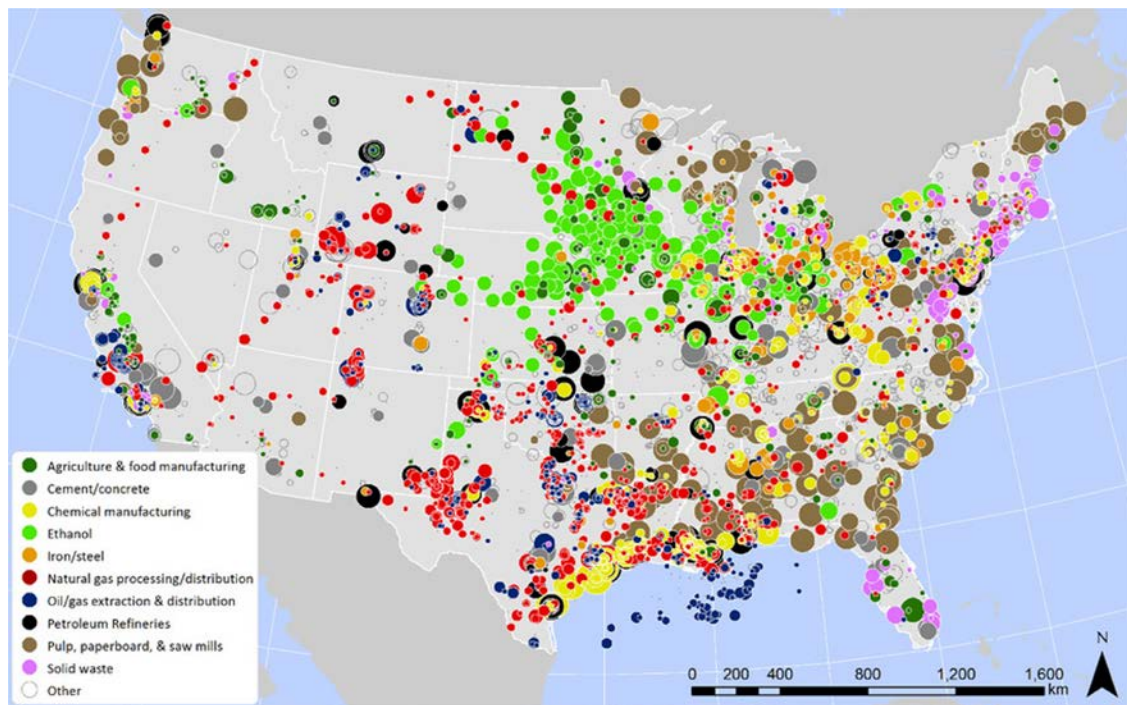 Agriculture & food manufacturing
Cement/concrete
Chemical manufacturing
Ethanol
Iron/steel
Natural gas processing/distribution
Oil/gas extraction & distribution
Petroleum Refineries
Pulp, paperboard, & saw mills
Solid waste
Other
N
0 200 400 800 1,200 1,600
km